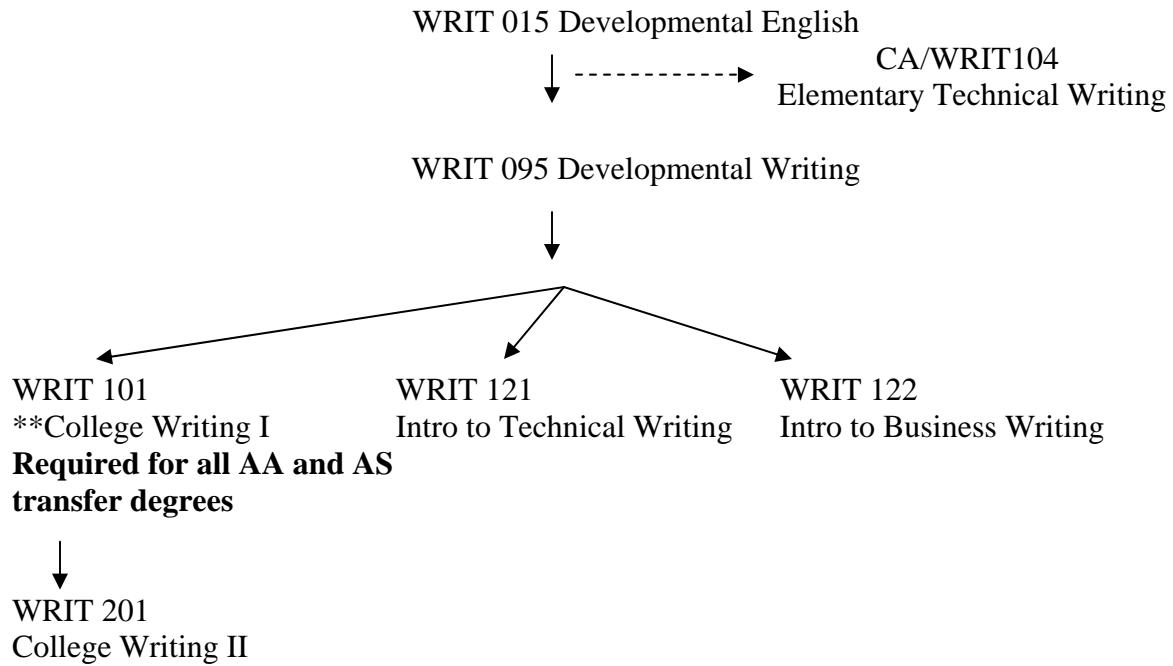 WRIT 015 Developmental English
CA/WRIT104
Elementary Technical Writing
WRIT 095 Developmental Writing
WRIT 101
**College Writing I
Required for all AA and AS
transfer degrees
WRIT 121
Intro to Technical Writing
WRIT 122
Intro to Business Writing
WRIT 201
College Writing II